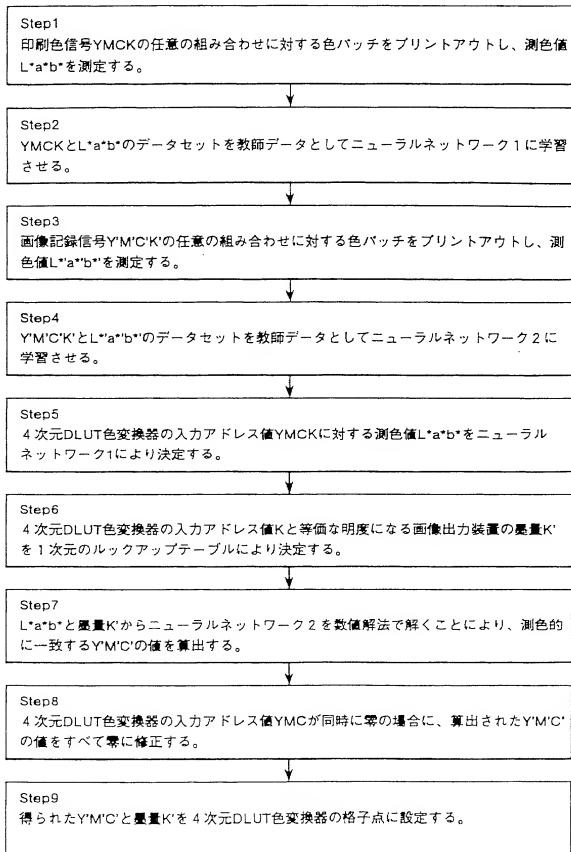 Step1
印刷色信号YMCKの任意の組み合わせに対する色パッチをプリントアウトし、測色値
L*a*b*を測定する。
Step2
YMCKとL*a*b*のデータセットを教師データとしてニューラルネットワーク1に学習
させる。
Step3
画像記録信号Y'M'C'K'の任意の組み合わせに対する色パッチをプリントアウトし、測
色値L*'a*'b*'を測定する。
Step4
Y'M'C'K'とL*'a*'b*'のデータセットを教師データとしてニューラルネットワーク2に
学習させる。
Step5
4次元DLUT色変換器の入力アドレス値YMCKに対する測色値L*a*b*をニューラル
ネットワーク1により決定する。
Step6
4次元DLUT色変換器の入力アドレス値Kと等価な明度になる画像出力装置の墨量K'
を1次元のルックアップテーブルにより決定する。
Step7
L*a*b*と墨量K'からニューラルネットワーク2を数値解法で解くことにより、測色的
に一致するY'M'C'の値を算出する。
Step8
4次元DLUT色変換器の入力アドレス値YMCが同時に零の場合に、算出されたY'M'C'
の値をすべて零に修正する。
Step9
得られたY'M'C'と墨量K'を4次元DLUT色変換器の格子点に設定する。